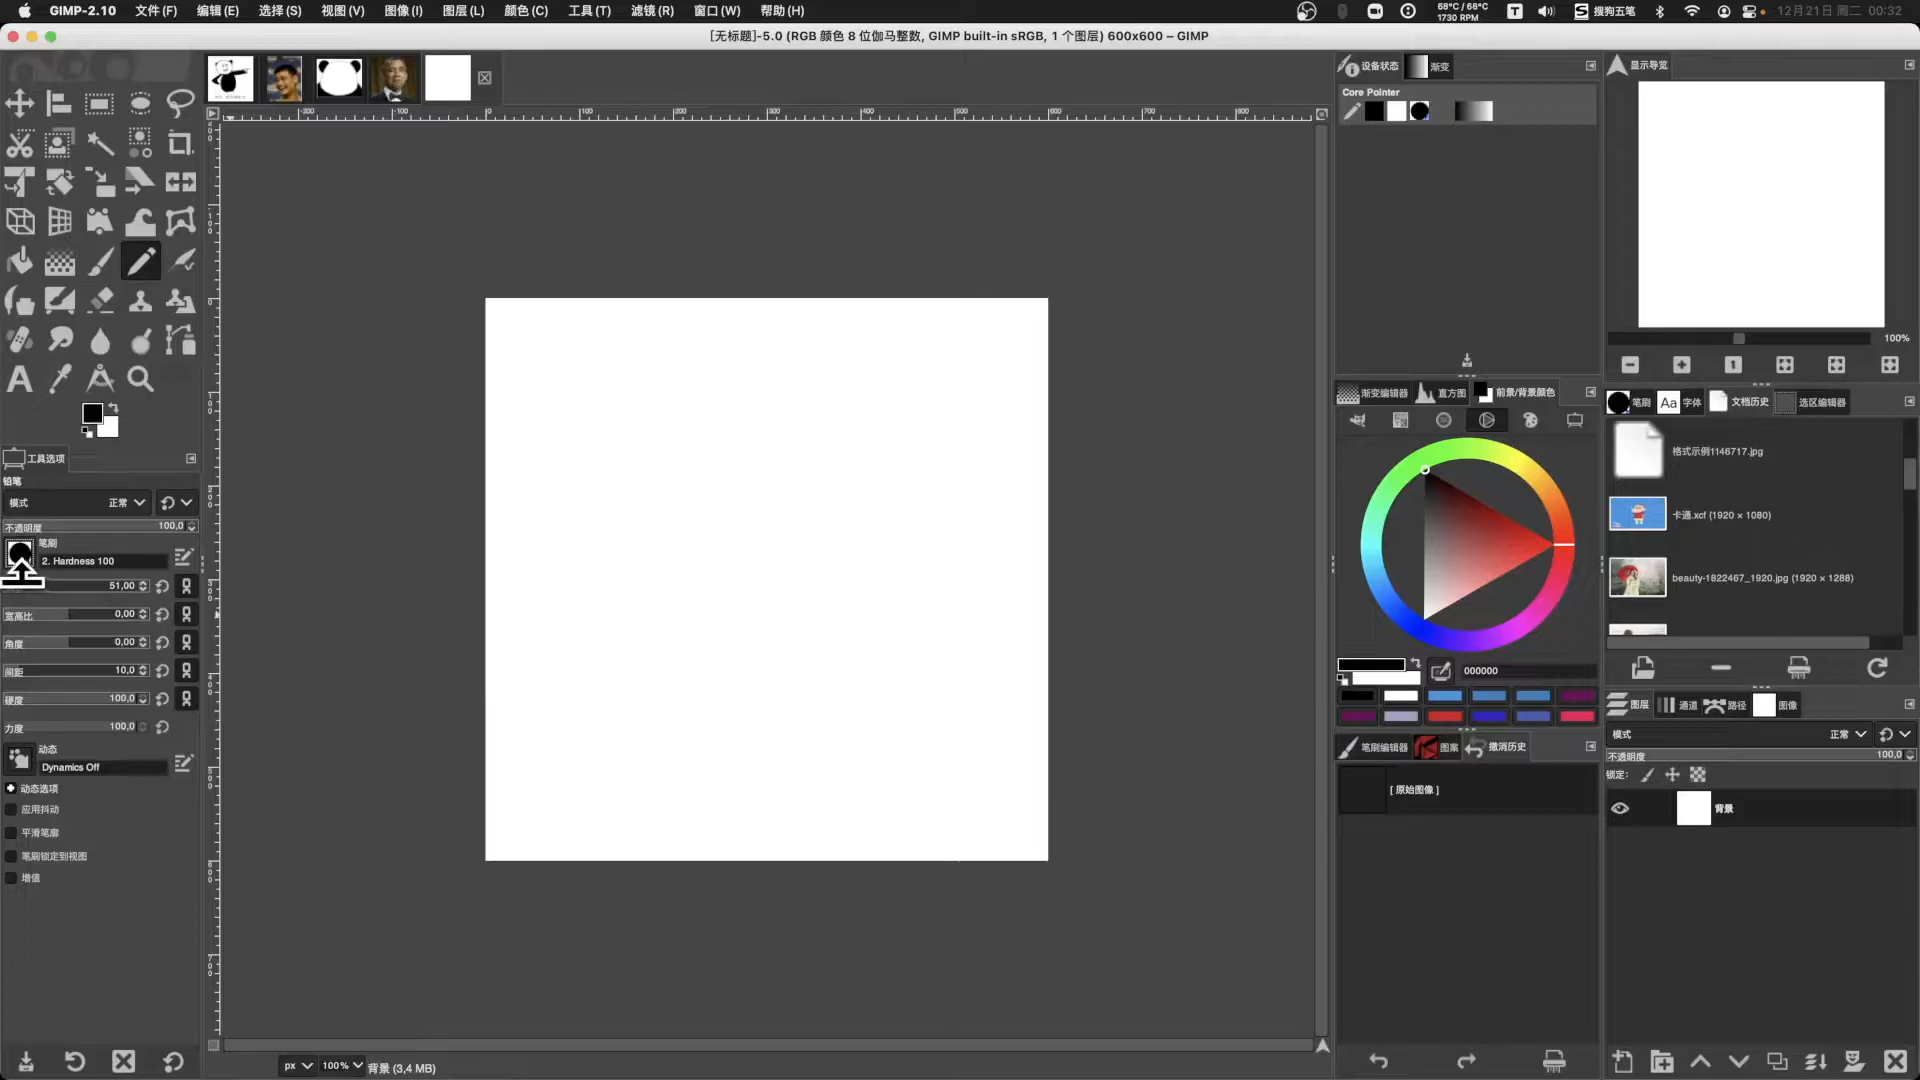 GIMP-2.10 文件(F) 编辑(E) 选择(S) 视图(V) 图像(I) 图层(L) 颜色(C) 工具(T) 滤镜(R) 窗口(W) 帮助(H) 68°C / 68°C 1730 RPM T S 搜狗五笔 12月21日 周二 00:32
[无标题]-5.0 (RGB 颜色 8 位伽马整数, GIMP built-in sRGB, 1 个图层) 600x600 – GIMP
设备状态 渐变
显示导览
Core Pointer
100%
渐变编辑器 直方图 前景/背景颜色
笔刷 Aa 字体 文档历史 选区编辑器
格式示例1146717.jpg
卡通.xcf (1920 × 1080)
beauty-1822467_1920.jpg (1920 × 1288)
工具选项
铅笔
模式 正常
不透明度 100,0
笔刷
2. Hardness 100
51,00
宽高比 0,00
角度 0,00
间距 10,0
硬度 100,0
力度 100,0
动态
Dynamics Off
动态选项
应用抖动
平滑笔廓
笔刷锁定到视图
增值
000000
图层 通道 路径 图像
模式 正常
不透明度 100,0
锁定:
背景
笔刷编辑器 图案 撤消历史
[ 原始图像 ]
px 100% 背景 (3,4 MB)